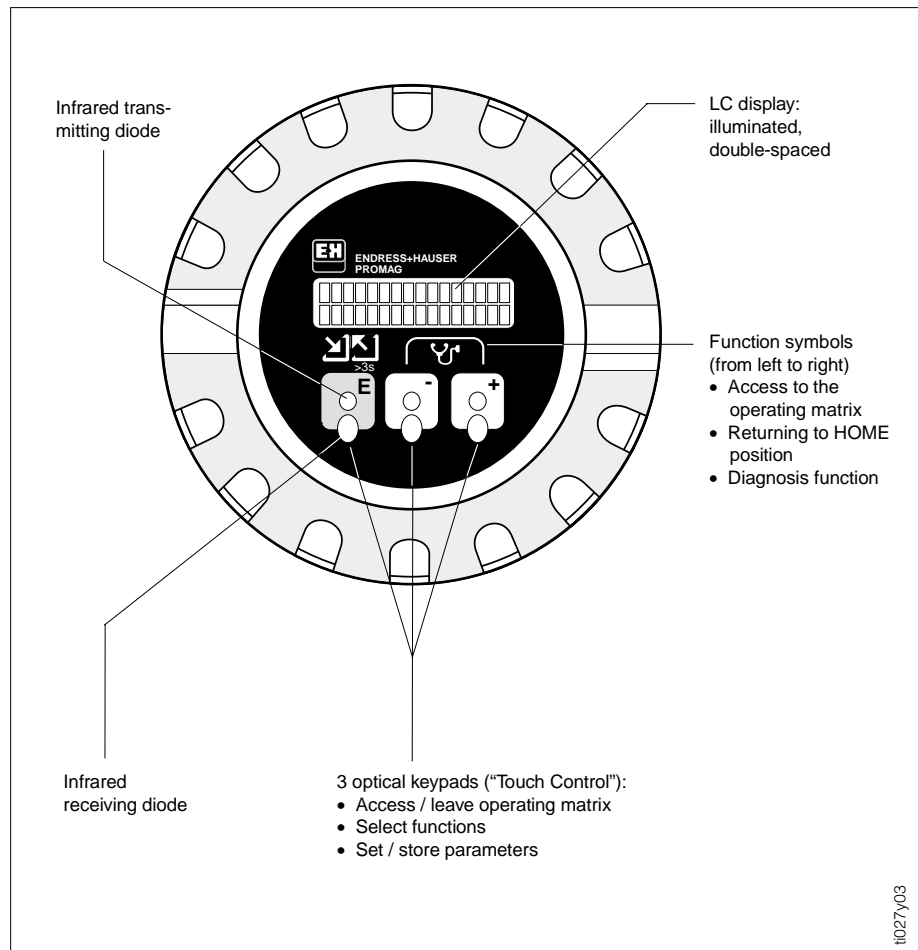 Infrared trans-
mitting diode
LC display:
illuminated,
double-spaced
EH
ENDRESS+HAUSER
PROMAG
>3s
E
-
+
Function symbols
(from left to right)
• Access to the
operating matrix
• Returning to HOME
position
• Diagnosis function
Infrared
receiving diode
3 optical keypads (“Touch Control”):
• Access / leave operating matrix
• Select functions
• Set / store parameters
ti027y03